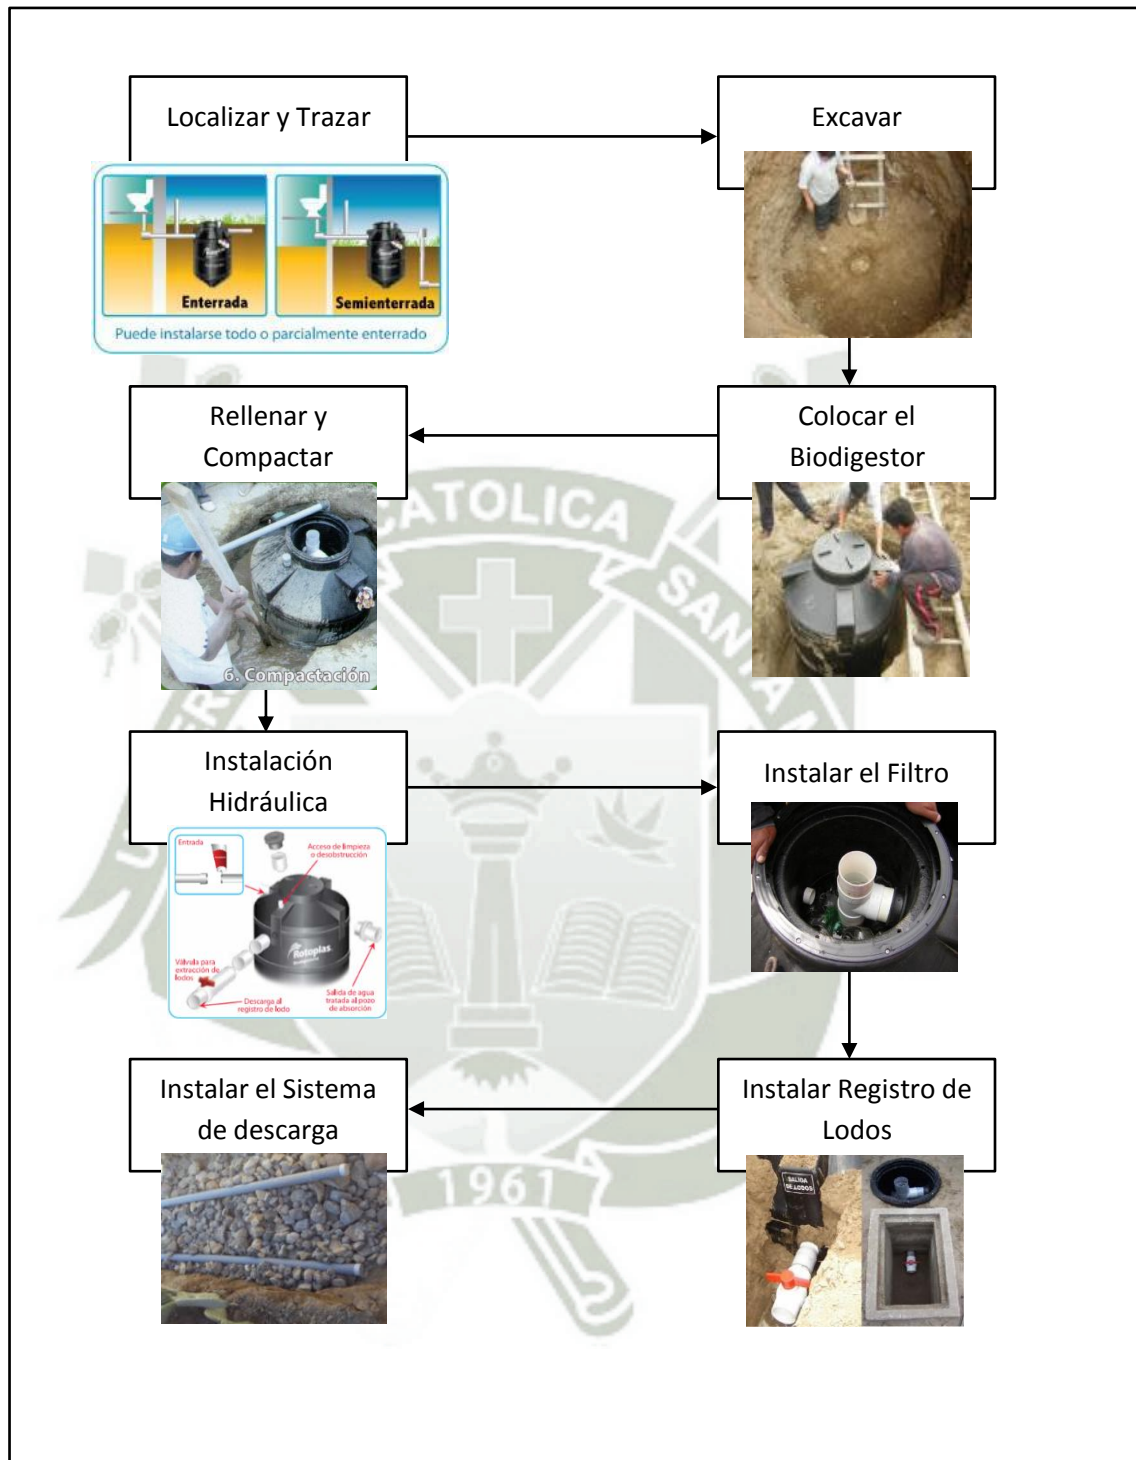 Localizar y Trazar
Excavar
Enterrada
Semienterrada
Puede instalarse todo o parcialmente enterrado
Rellenar y
Compactar
Colocar el
Biodigestor
6. Compactación
CATOLICA
SANTA
Instalación
Hidráulica
Instalar el Filtro
Entrada
Acceso de limpieza
o desobstrucción
Rotoplas
Válvula para
extracción de
lodos
Descarga al
registro de lodo
Salida de agua
tratada al pozo
de absorción
Instalar el Sistema
de descarga
Instalar Registro de
Lodos
SALIDA
DE LODOS
1961